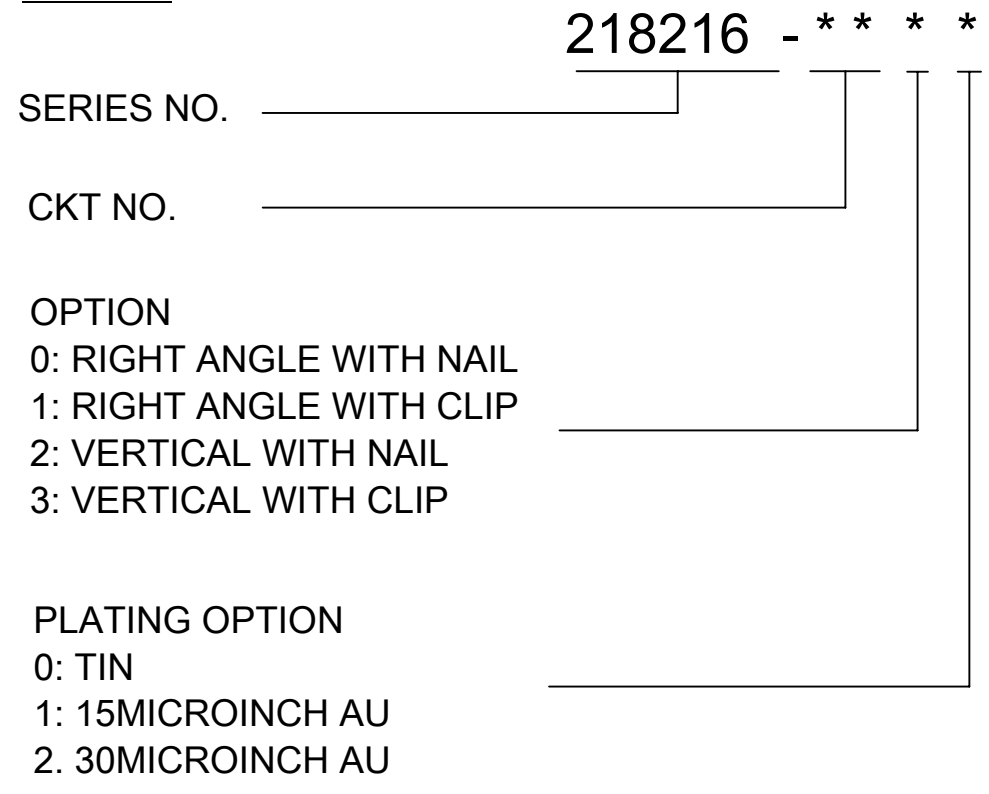 218216 - * * * *
SERIES NO.
CKT NO.
OPTION
0: RIGHT ANGLE WITH NAIL
1: RIGHT ANGLE WITH CLIP
2: VERTICAL WITH NAIL
3: VERTICAL WITH CLIP
PLATING OPTION
0: TIN
1: 15MICROINCH AU
2. 30MICROINCH AU